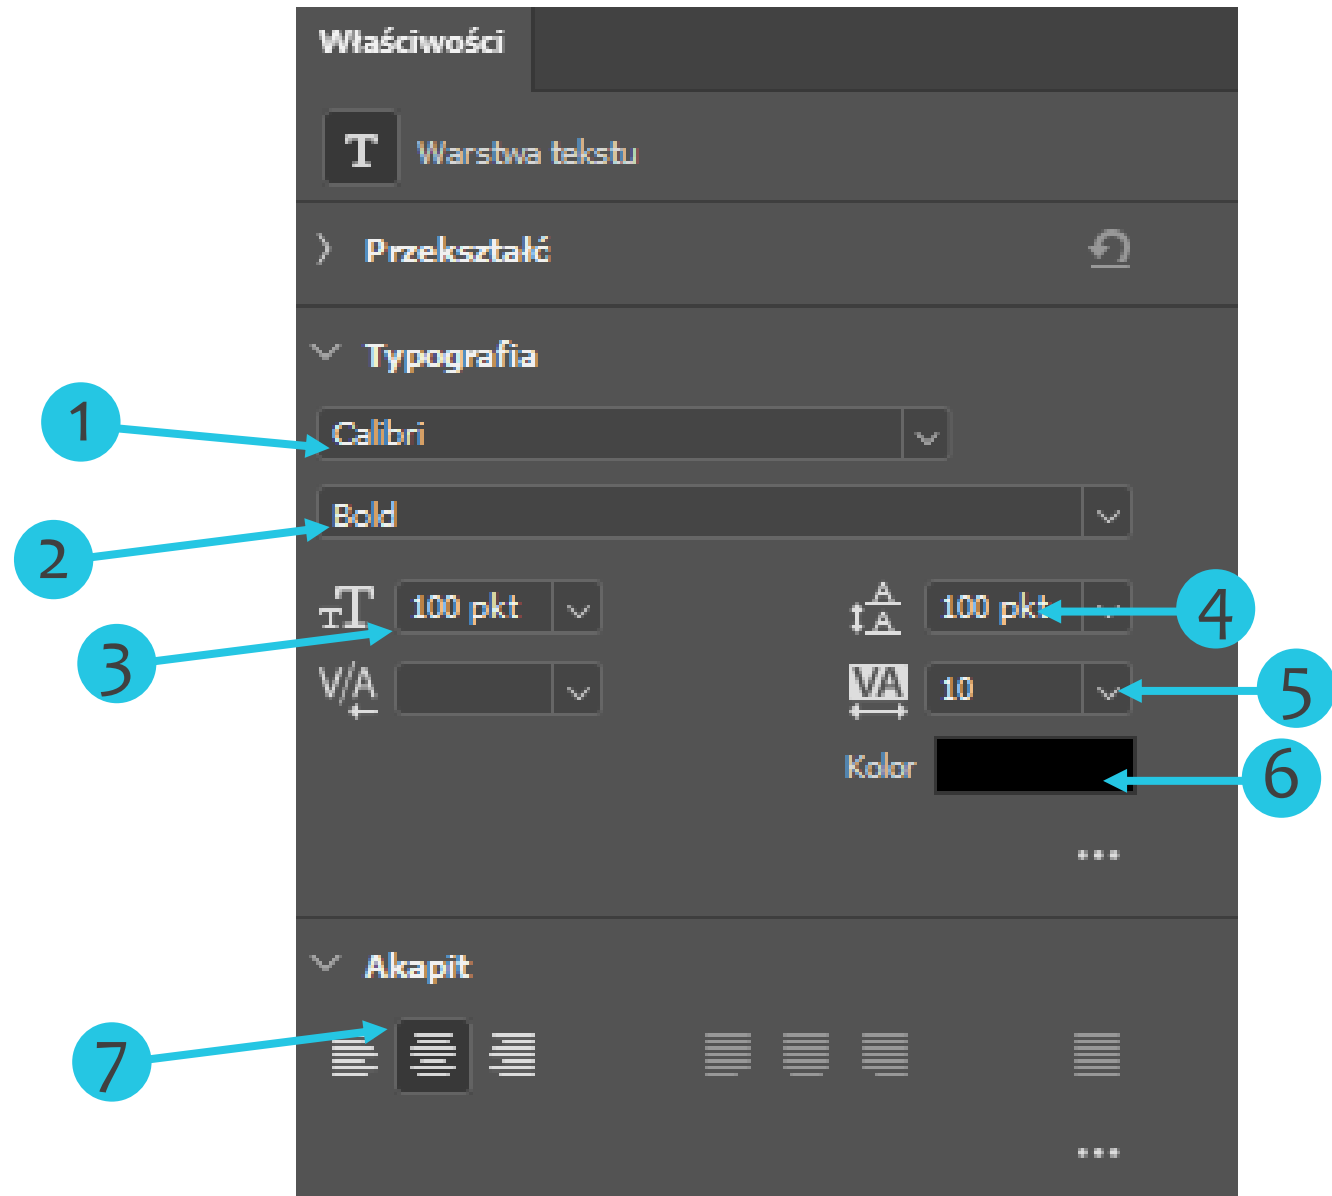 Właściwości
T Warstwa tekstu
Przekształć
Typografia
1 Calibri
2 Bold
3 100 pkt 100 pkt 4
V/A VA 10 5
Kolor 6
Akapit
7